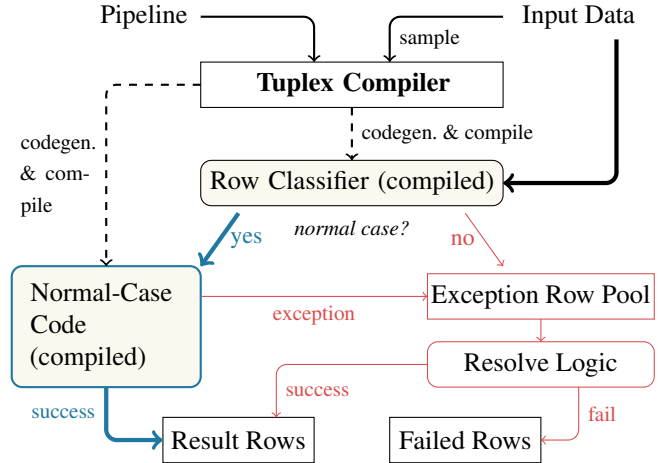 Pipeline
Input Data
sample
Tuplex Compiler
codegen.
& com-
pile
codegen. & compile
Row Classifier (compiled)
yes
normal case?
no
Normal-Case
Code
(compiled)
exception
Exception Row Pool
Resolve Logic
success
success
fail
Result Rows
Failed Rows